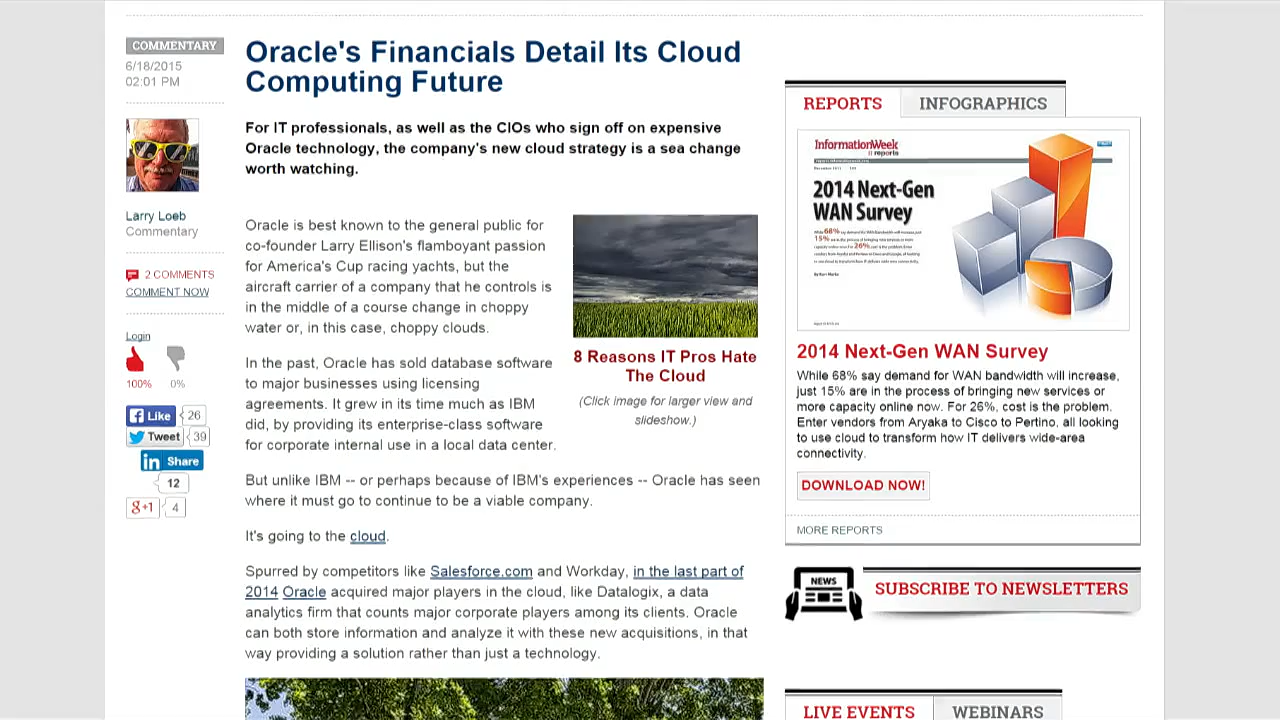 COMMENTARY
6/18/2015
02:01 PM
Larry Loeb
Commentary
2 COMMENTS
COMMENT NOW
Login
100% 0%
Like 26
Tweet 39
in Share
12
g+1 4
Oracle's Financials Detail Its Cloud
Computing Future
For IT professionals, as well as the CIOs who sign off on expensive
Oracle technology, the company's new cloud strategy is a sea change
worth watching.
Oracle is best known to the general public for
co-founder Larry Ellison's flamboyant passion
for America's Cup racing yachts, but the
aircraft carrier of a company that he controls is
in the middle of a course change in choppy
water or, in this case, choppy clouds.
8 Reasons IT Pros Hate
The Cloud
(Click image for larger view and
slideshow.)
In the past, Oracle has sold database software
to major businesses using licensing
agreements. It grew in its time much as IBM
did, by providing its enterprise-class software
for corporate internal use in a local data center.
But unlike IBM -- or perhaps because of IBM's experiences -- Oracle has seen
where it must go to continue to be a viable company.
It's going to the cloud.
Spurred by competitors like Salesforce.com and Workday, in the last part of
2014 Oracle acquired major players in the cloud, like Datalogix, a data
analytics firm that counts major corporate players among its clients. Oracle
can both store information and analyze it with these new acquisitions, in that
way providing a solution rather than just a technology.
REPORTS INFOGRAPHICS
InformationWeek
reports
2014 Next-Gen
WAN Survey
2014 Next-Gen WAN Survey
While 68% say demand for WAN bandwidth will increase,
just 15% are in the process of bringing new services or
more capacity online now. For 26%, cost is the problem.
Enter vendors from Aryaka to Cisco to Pertino, all looking
to use cloud to transform how IT delivers wide-area
connectivity.
DOWNLOAD NOW!
MORE REPORTS
NEWS
SUBSCRIBE TO NEWSLETTERS
LIVE EVENTS WEBINARS